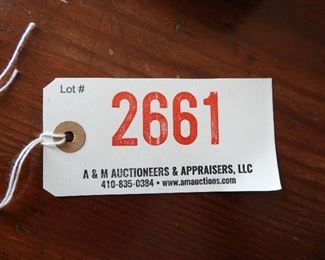 Lot #
2661
A & M AUCTIONEERS & APPRAISERS, LLC
410-835-0384 • www.amauctions.com